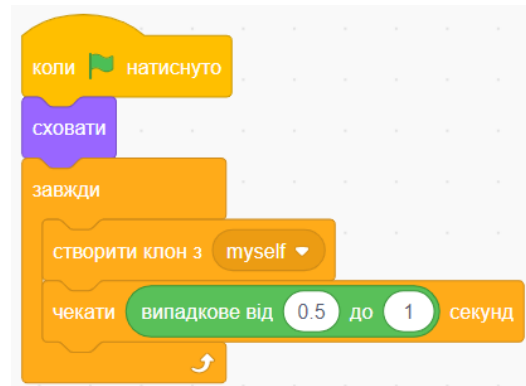 коли натиснуто
сховати
завжди
створити клон з myself
чекати випадкове від 0.5 до 1 секунд